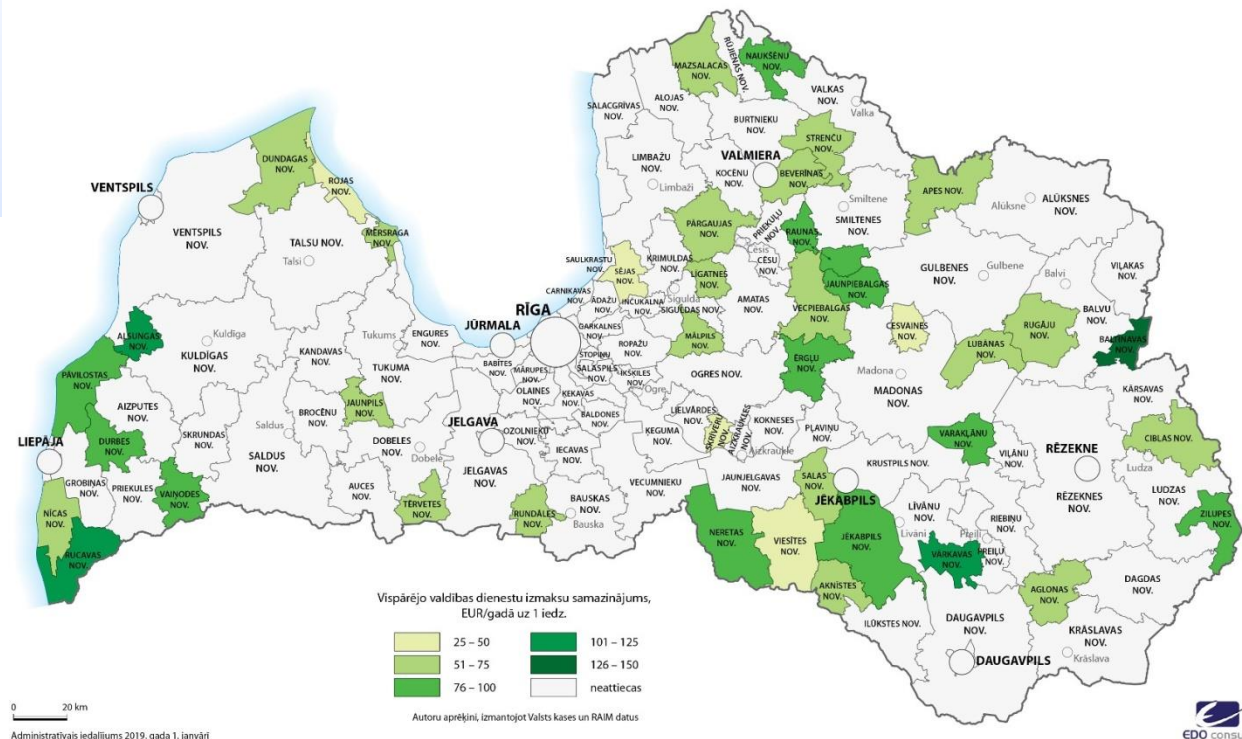 NAUKŠĒNU
NOV.
RŪJIENAS NOV.
MAZSALACAS
NOV.
VALKAS
NOV.
Valka
ALOJAS
NOV.
SALACGRĪVAS
NOV.
BURTNIEKU
NOV.
STRENČU
NOV.
LIMBAŽU
NOV.
Limbaži
VALMIERA
KOCĒNU
NOV.
BEVERĪNAS
NOV.
DUNDAGAS
NOV.
ROJAS
NOV.
VENTSPILS
APES NOV.
Smiltene
SMILTENES
NOV.
Alūksne
ALŪKSNES
NOV.
VENTSPILS
NOV.
TALSU NOV.
Talsi
MĒRSRAGA
NOV.
PĀRGAUJAS
NOV.
PRIEKUĻU
NOV.
RAUNAS
NOV.
Cēsis
CĒSU
NOV.
SAULKRASTU
NOV.
SĒJAS
NOV.
KRIMULDAS
NOV.
LĪGATNES
NOV.
JAUNPIEBALGAS
NOV.
GULBENES
NOV.
Gulbene
Balvi
VIĻAKAS
NOV.
CARNIKAVAS
NOV.
ĀDAŽU
NOV.
INČUKALNA
NOV.
Sigulda
SIGULDAS NOV.
AMATAS
NOV.
VECPIEBALGAS
NOV.
CESVAINES
NOV.
RUGĀJU
NOV.
BALVU
NOV.
BALTINAVAS
NOV.
LUBĀNAS
NOV.
RĪGA
JŪRMALA
GARKALNES
NOV.
ROPAŽU
NOV.
MĀLPILS
NOV.
STOPIŅU
NOV.
SALASPILS
NOV.
IKŠĶILES
NOV.
Ogre
OGRES NOV.
ĒRGĻU
NOV.
Madona
MADONAS
NOV.
KĀRSAVAS
NOV.
ALSUNGAS
NOV.
Kuldīga
KULDĪGAS
NOV.
KANDAVAS
NOV.
Tukums
TUKUMA
NOV.
ENGURES
NOV.
BABĪTES
NOV.
MĀRUPES
NOV.
OLAINES
NOV.
ĶEKAVAS
NOV.
BALDONES
NOV.
PĀVILOSTAS
NOV.
AIZPUTES
NOV.
SKRUNDAS
NOV.
Saldus
SALDUS
NOV.
BROCĒNU
NOV.
JAUNPILS
NOV.
DOBELES
NOV.
Dobele
JELGAVA
OZOLNIEKU
NOV.
JELGAVAS
NOV.
IECAVAS
NOV.
ĶEGUMA
NOV.
LIELVĀRDES
NOV.
SKRĪVERU
NOV.
AIZKRAUKLES
NOV.
Aizkraukle
KOKNESES
NOV.
PĻAVIŅU
NOV.
VARAKĻĀNU
NOV.
VIĻĀNU
NOV.
RĒZEKNE
RĒZEKNES
NOV.
CIBLAS NOV.
Ludza
LUDZAS
NOV.
ZILUPES
NOV.
LIEPĀJA
DURBES
NOV.
GROBIŅAS
NOV.
PRIEKULES
NOV.
VAIŅODES
NOV.
NĪCAS
NOV.
RUCAVAS
NOV.
AUCES
NOV.
TĒRVETES
NOV.
RUNDĀLES
NOV.
BAUSKAS
NOV.
Bauska
VECUMNIEKU
NOV.
JAUNJELGAVAS
NOV.
KRUSTPILS NOV.
JĒKABPILS
SALAS
NOV.
NERETAS
NOV.
VIESĪTES
NOV.
JĒKABPILS
NOV.
AKNĪSTES
NOV.
LĪVĀNU
NOV.
Līvāni
Preiļi
RIEBIŅU
NOV.
PREIĻU
NOV.
VĀRKAVAS
NOV.
AGLONAS
NOV.
DAGDAS
NOV.
ILŪKSTES NOV.
DAUGAVPILS
NOV.
DAUGAVPILS
KRĀSLAVAS
NOV.
Krāslava
Vispārējo valdības dienestu izmaksu samazinājums,
EUR/gadā uz 1 iedz.
25 – 50
51 – 75
76 – 100
101 – 125
126 – 150
neattiecas
Autoru aprēķini, izmantojot Valsts kases un RAIM datus
0 20 km
Administratīvais iedalījums 2019. gada 1. janvārī
EDO consu